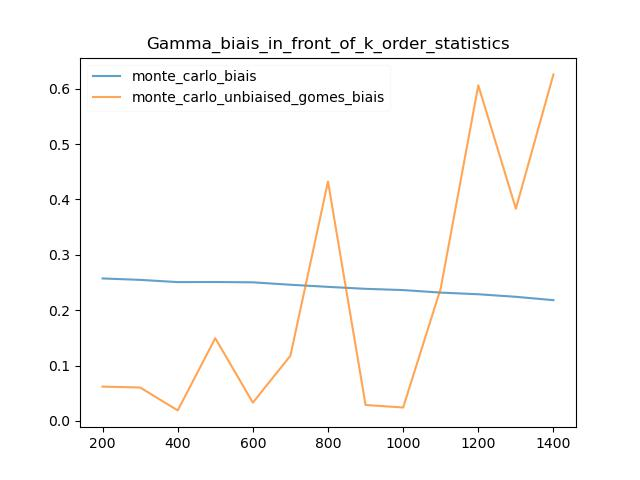 Gamma_biais_in_front_of_k_order_statistics
monte_carlo_biais
monte_carlo_unbiaised_gomes_biais
0.6
0.5
0.4
0.3
0.2
0.1
0.0
200 400 600 800 1000 1200 1400